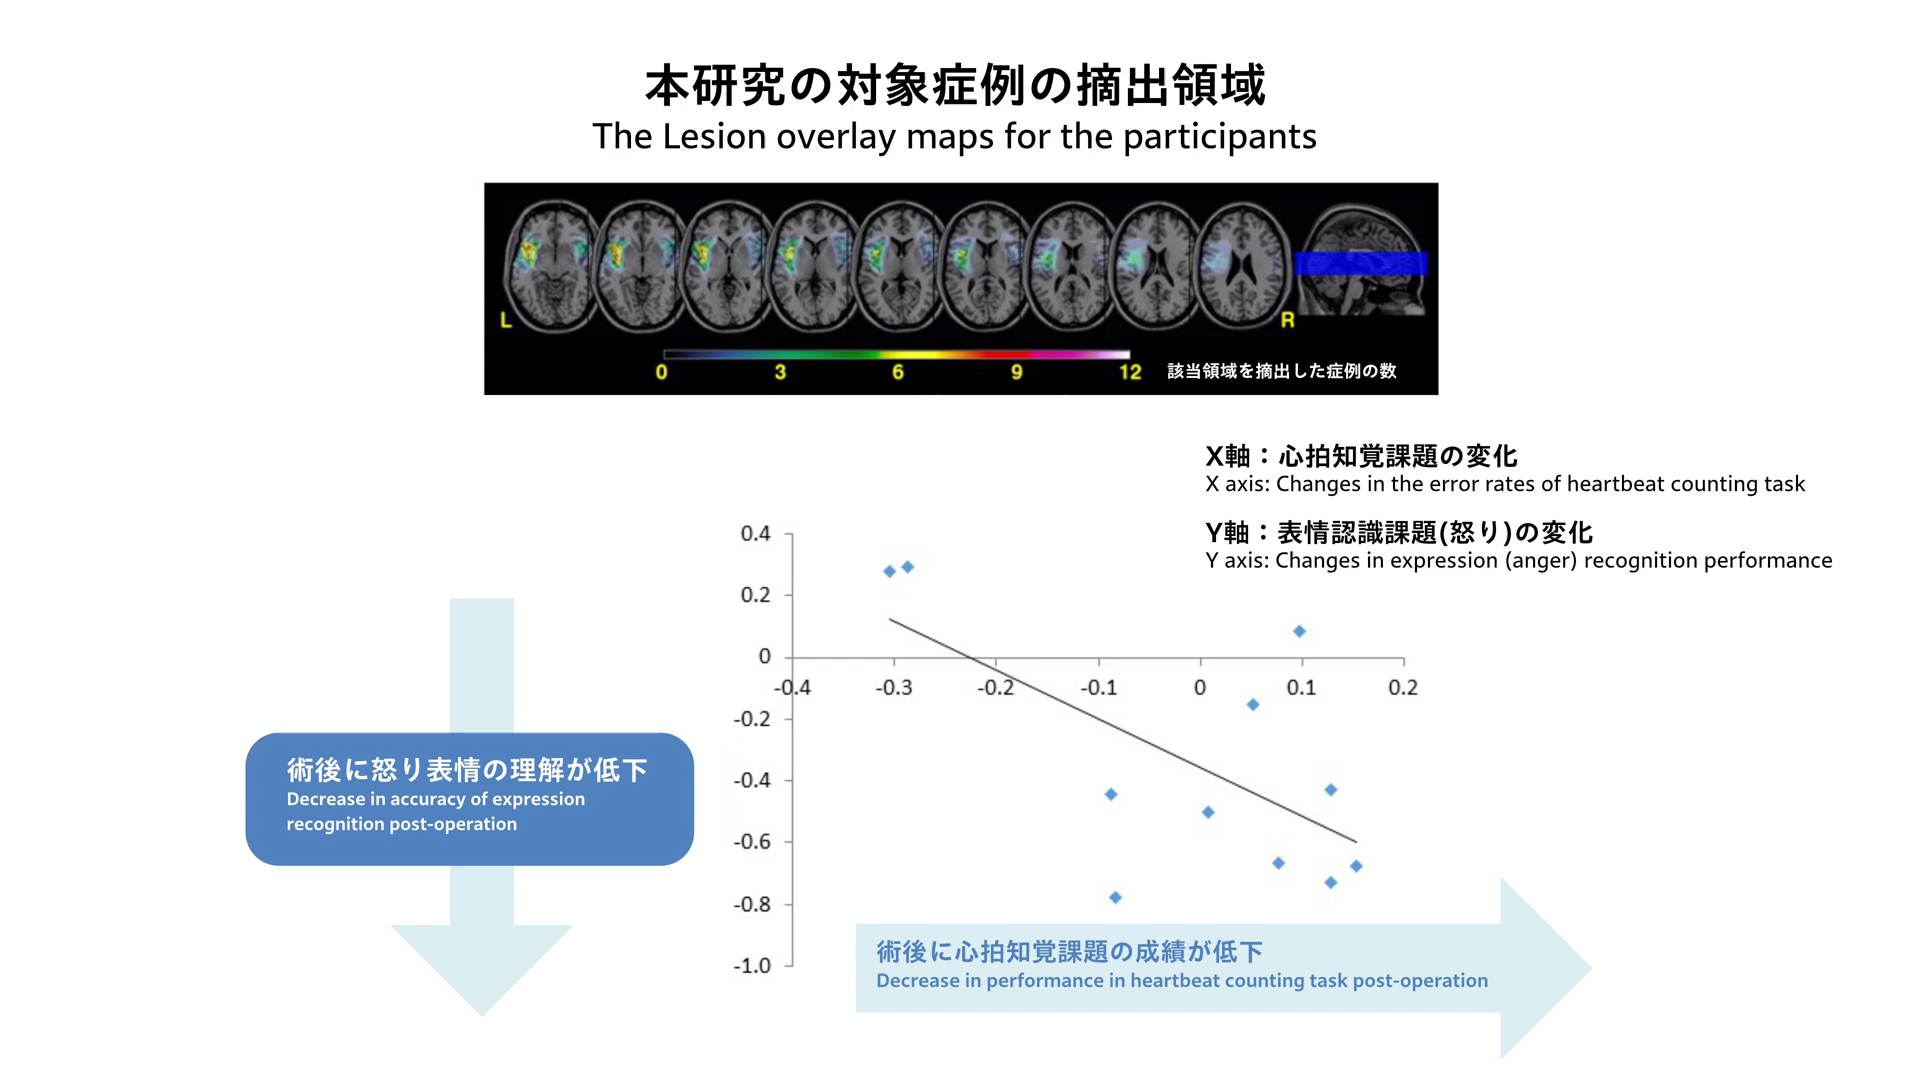 本研究の対象症例の摘出領域
The Lesion overlay maps for the participants
L
R
0 3 6 9 12 該当領域を摘出した症例の数
X軸：心拍知覚課題の変化
X axis: Changes in the error rates of heartbeat counting task
Y軸：表情認識課題(怒り)の変化
Y axis: Changes in expression (anger) recognition performance
0.4
0.2
0
-0.4 -0.3 -0.2 -0.1 0 0.1 0.2
-0.2
-0.4
-0.6
-0.8
-1.0
術後に怒り表情の理解が低下
Decrease in accuracy of expression
recognition post-operation
術後に心拍知覚課題の成績が低下
Decrease in performance in heartbeat counting task post-operation